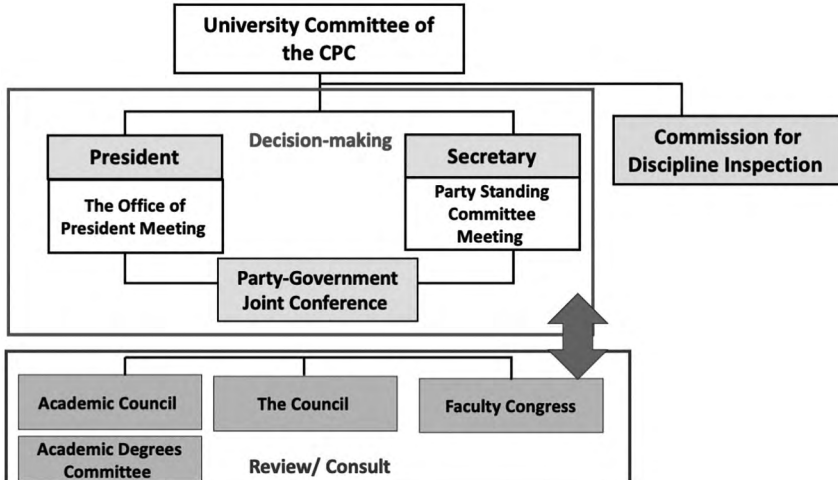 University Committee of
the CPC
Decision-making
President
The Office of
President Meeting
Secretary
Party Standing
Committee
Meeting
Commission for
Discipline Inspection
Party-Government
Joint Conference
Academic Council
The Council
Faculty Congress
Academic Degrees
Committee
Review/ Consult